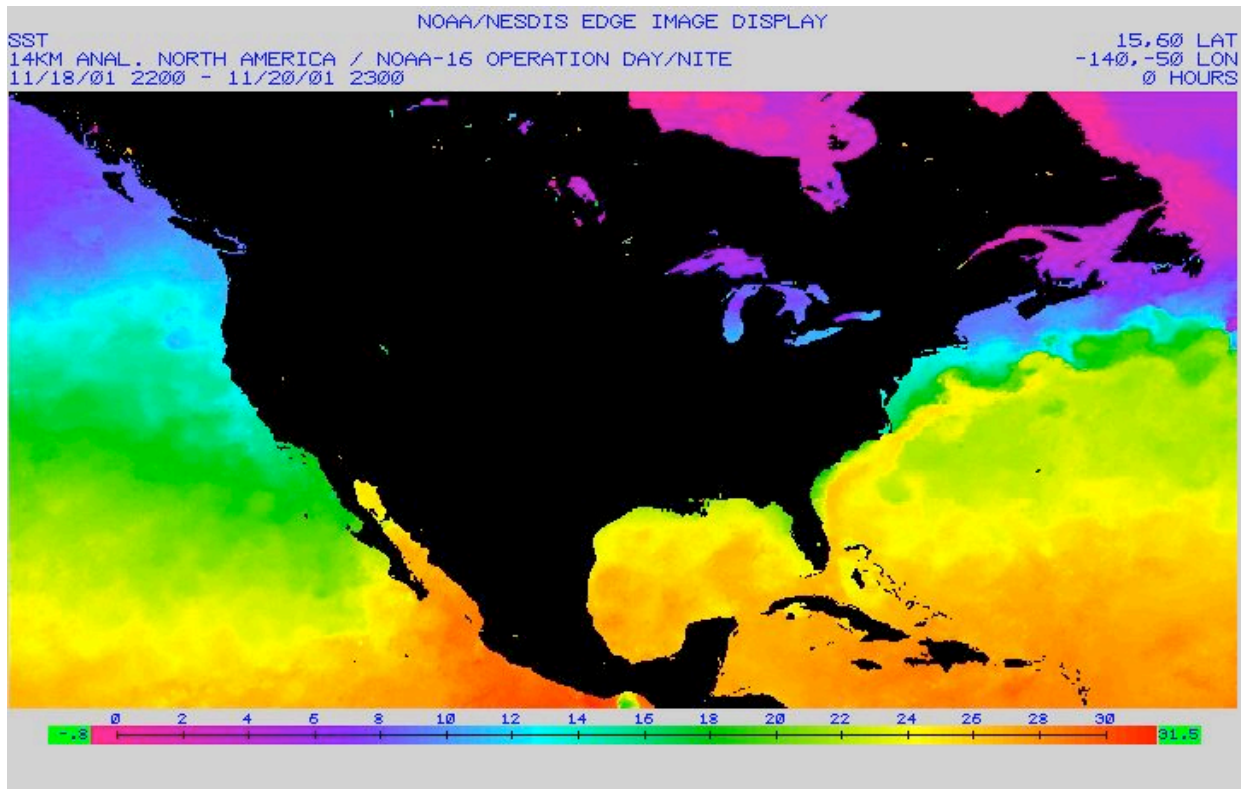 NOAA/NESDIS EDGE IMAGE DISPLAY
SST
15,60 LAT
14KM ANAL. NORTH AMERICA / NOAA-16 OPERATION DAY/NITE
-140,-50 LON
11/18/01 2200 - 11/20/01 2300
0 HOURS
0 2 4 6 8 10 12 14 16 18 20 22 24 26 28 30
-.8
31.5